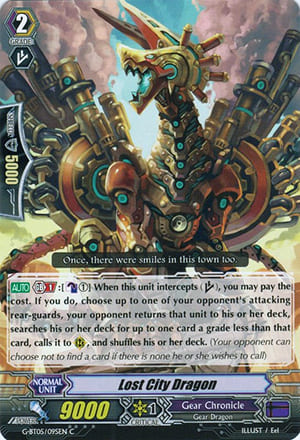 2
GRADE
5000
Once, there were smiles in this town too.
AUTO 1 : [ (1)] When this unit intercepts ( ), you may pay the
cost. If you do, choose up to one of your opponent's attacking
rear-guards, your opponent returns that unit to his or her deck,
searches his or her deck for up to one card a grade less than that
card, calls it to , and shuffles his or her deck. (Your opponent can
choose not to find a card if there is none he or she wishes to call)
NORMAL
UNIT
Lost City Dragon
POWER
9000
1
CRITICAL
Gear Chronicle
Gear Dragon
G-BT05/095EN C
ILLUST / Eel